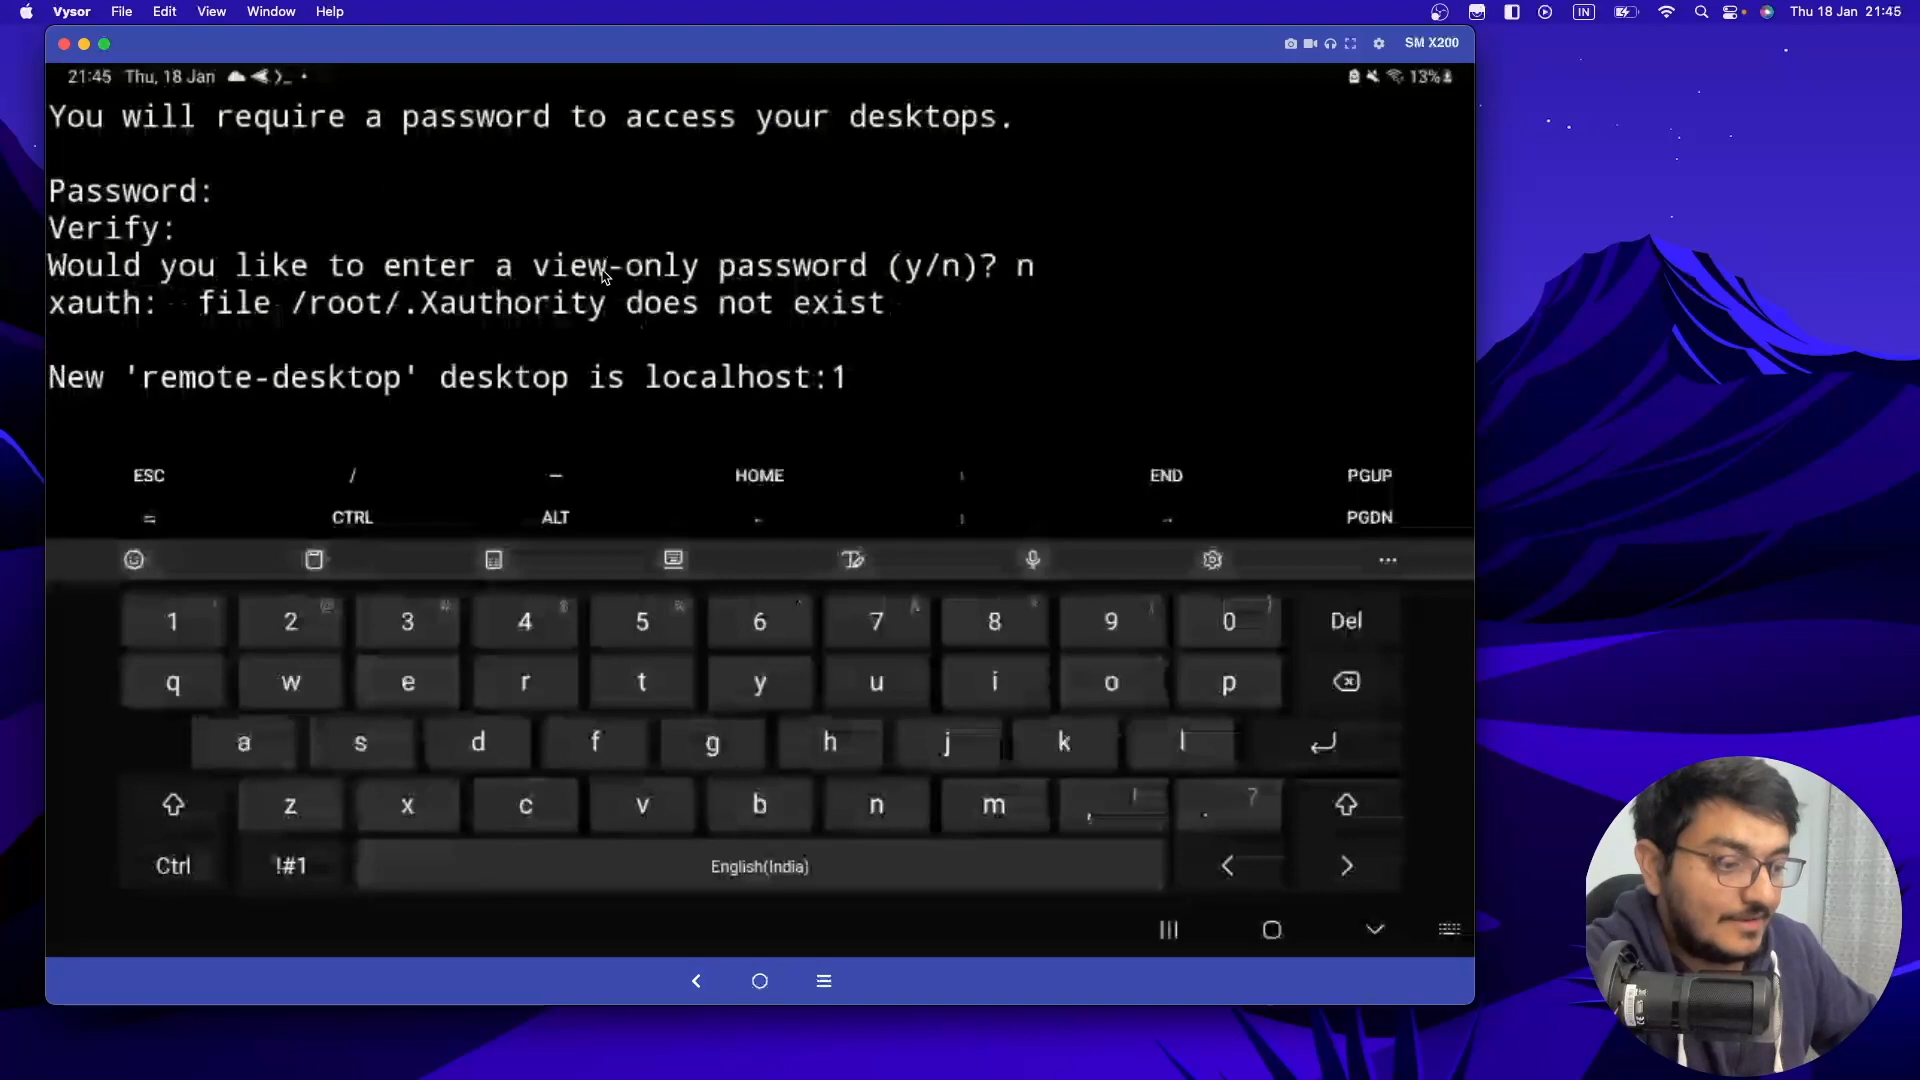 Vysor File Edit View Window Help IN Thu 18 Jan 21:45
SM X200
21:45 Thu, 18 Jan 13%
You will require a password to access your desktops.
Password:
Verify:
Would you like to enter a view-only password (y/n)? n
xauth: file /root/.Xauthority does not exist
New 'remote-desktop' desktop is localhost:1
ESC / — HOME END PGUP
CTRL ALT PGDN
1 2 3 4 5 6 7 8 9 0 Del
q w e r t y u i o p
a s d f g h j k l
z x c v b n m , ! . ?
Ctrl !#1 English(India) < >